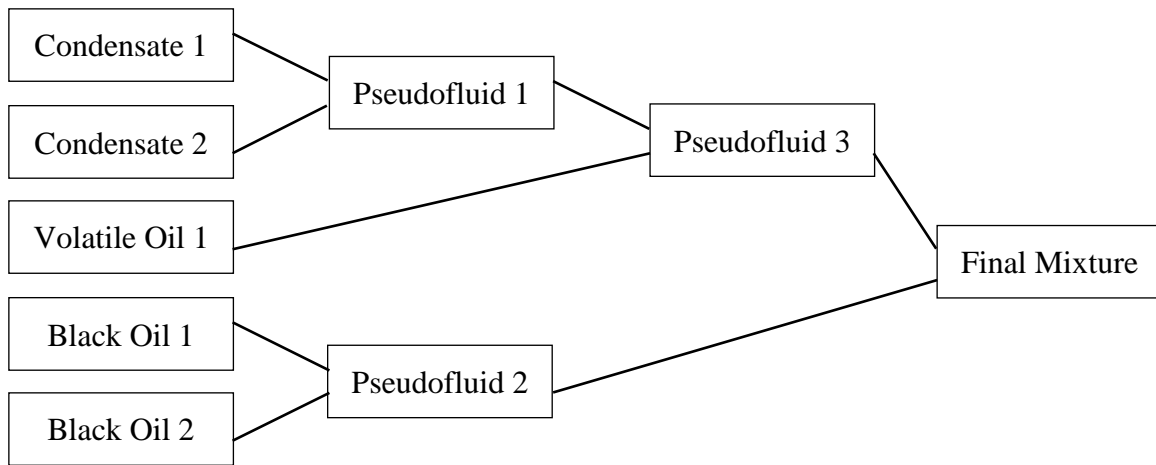 Condensate 1
Condensate 2
Volatile Oil 1
Black Oil 1
Black Oil 2
Pseudofluid 1
Pseudofluid 2
Pseudofluid 3
Final Mixture